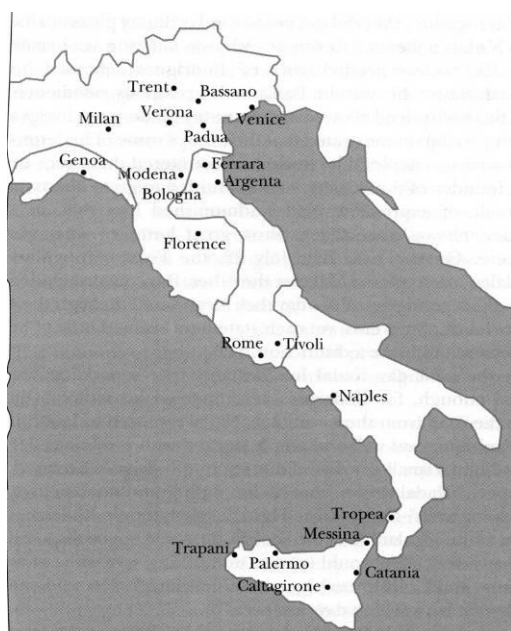 Trent
Bassano
Verona
Venice
Milan
Padua
Genoa
Ferrara
Modena
Argenta
Bologna
Florence
Rome
Tivoli
Naples
Tropea
Messina
Trapani
Palermo
Catania
Caltagirone